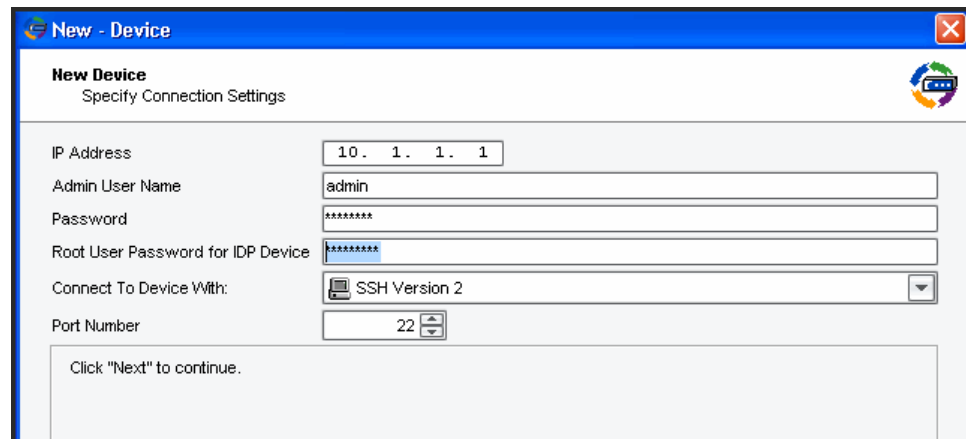 New - Device
New Device
Specify Connection Settings
IP Address 10. 1. 1. 1
Admin User Name admin
Password ********
Root User Password for IDP Device *********
Connect To Device With: SSH Version 2
Port Number 22
Click "Next" to continue.